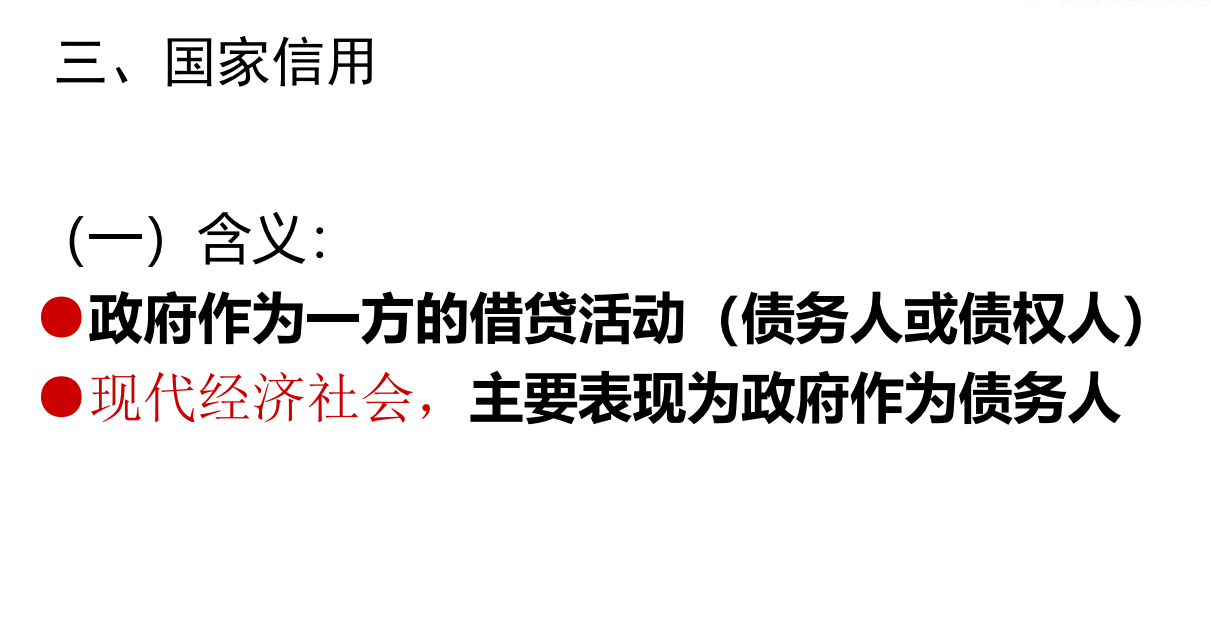 三、国家信用
（一）含义：
●政府作为一方的借贷活动（债务人或债权人）
●现代经济社会，主要表现为政府作为债务人